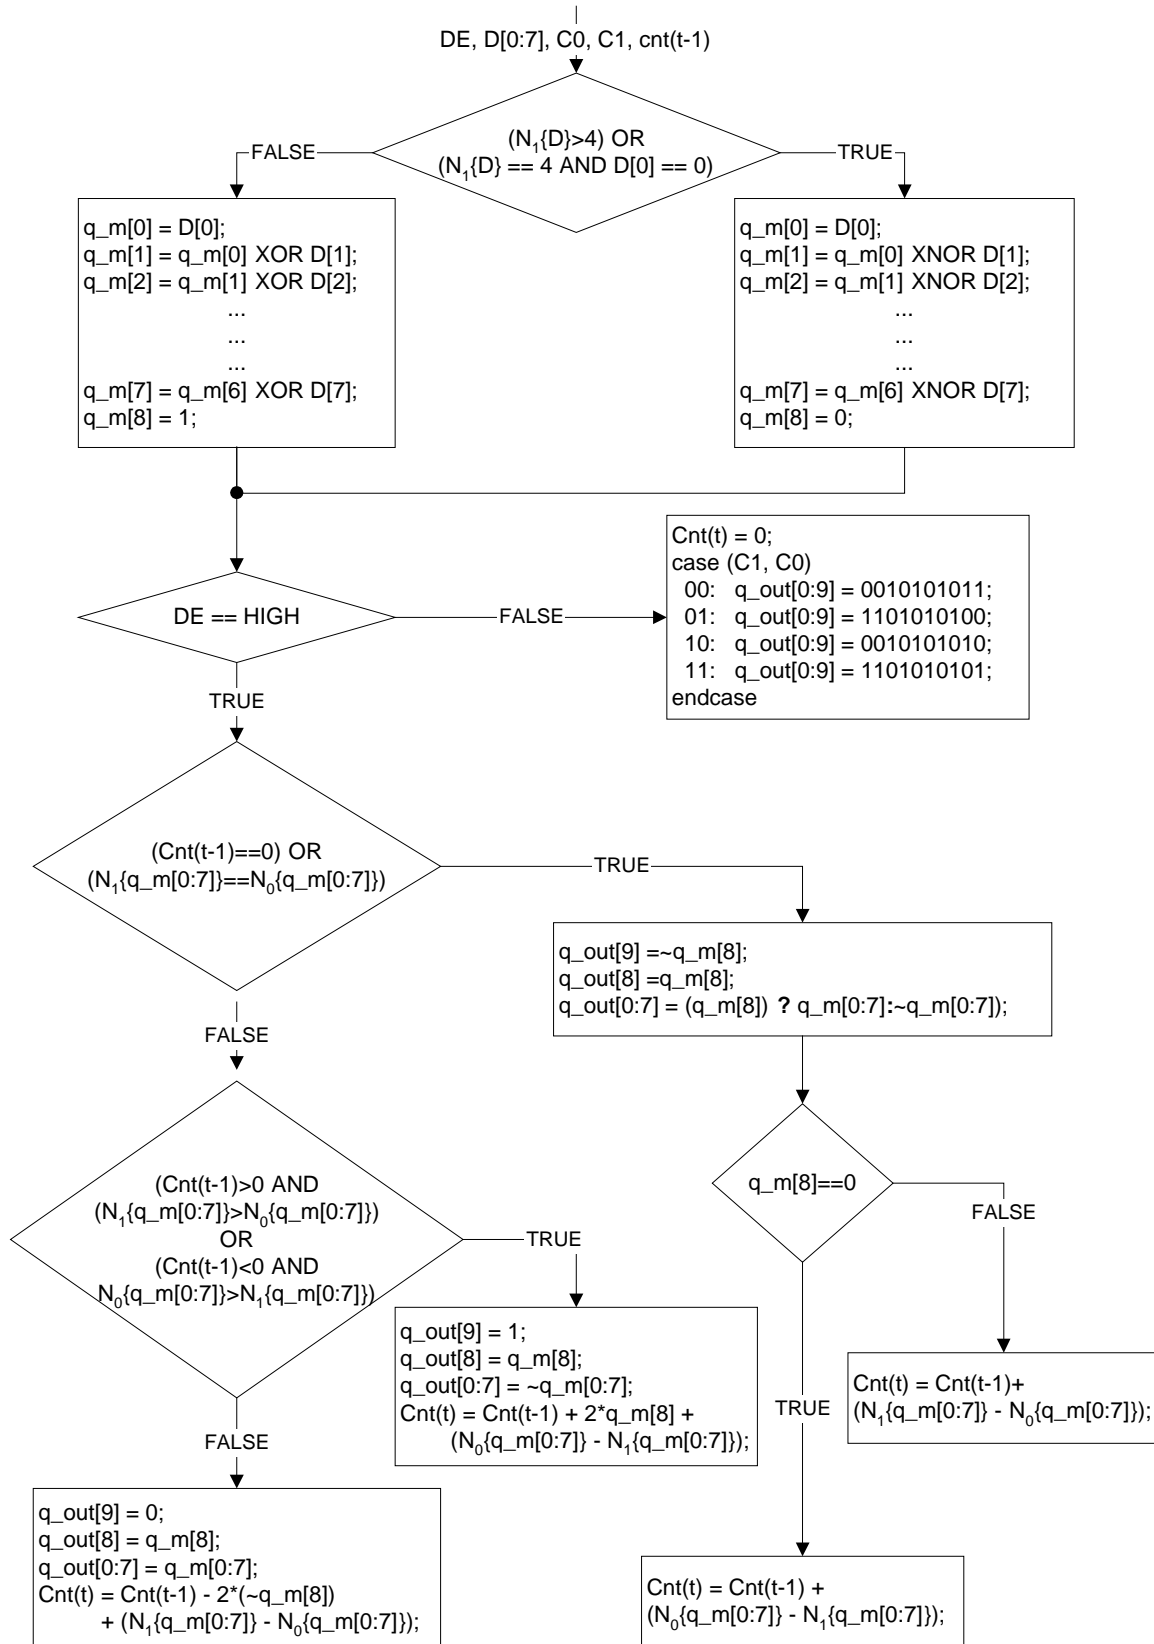 DE, D[0:7], C0, C1, cnt(t-1)
(N₁{D}>4) OR
(N₁{D} == 4 AND D[0] == 0)
FALSE
TRUE
q_m[0] = D[0];
q_m[1] = q_m[0] XOR D[1];
q_m[2] = q_m[1] XOR D[2];
...
...
...
q_m[7] = q_m[6] XOR D[7];
q_m[8] = 1;
q_m[0] = D[0];
q_m[1] = q_m[0] XNOR D[1];
q_m[2] = q_m[1] XNOR D[2];
...
...
...
q_m[7] = q_m[6] XNOR D[7];
q_m[8] = 0;
DE == HIGH
FALSE
TRUE
Cnt(t) = 0;
case (C1, C0)
00: q_out[0:9] = 0010101011;
01: q_out[0:9] = 1101010100;
10: q_out[0:9] = 0010101010;
11: q_out[0:9] = 1101010101;
endcase
(Cnt(t-1)==0) OR
(N₁{q_m[0:7]}==N₀{q_m[0:7]})
TRUE
FALSE
q_out[9] =~q_m[8];
q_out[8] =q_m[8];
q_out[0:7] = (q_m[8]) ? q_m[0:7]:~q_m[0:7]);
(Cnt(t-1)>0 AND
(N₁{q_m[0:7]}>N₀{q_m[0:7]})
OR
(Cnt(t-1)<0 AND
N₀{q_m[0:7]}>N₁{q_m[0:7]})
TRUE
FALSE
q_m[8]==0
FALSE
TRUE
q_out[9] = 1;
q_out[8] = q_m[8];
q_out[0:7] = ~q_m[0:7];
Cnt(t) = Cnt(t-1) + 2*q_m[8] +
(N₀{q_m[0:7]} - N₁{q_m[0:7]});
Cnt(t) = Cnt(t-1)+
(N₁{q_m[0:7]} - N₀{q_m[0:7]});
q_out[9] = 0;
q_out[8] = q_m[8];
q_out[0:7] = q_m[0:7];
Cnt(t) = Cnt(t-1) - 2*(~q_m[8])
+ (N₁{q_m[0:7]} - N₀{q_m[0:7]});
Cnt(t) = Cnt(t-1) +
(N₀{q_m[0:7]} - N₁{q_m[0:7]});